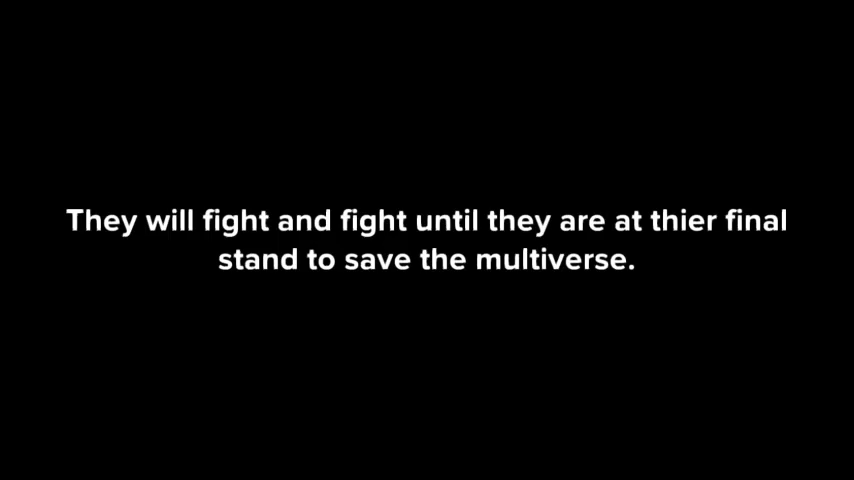 They will fight and fight until they are at thier final
stand to save the multiverse.